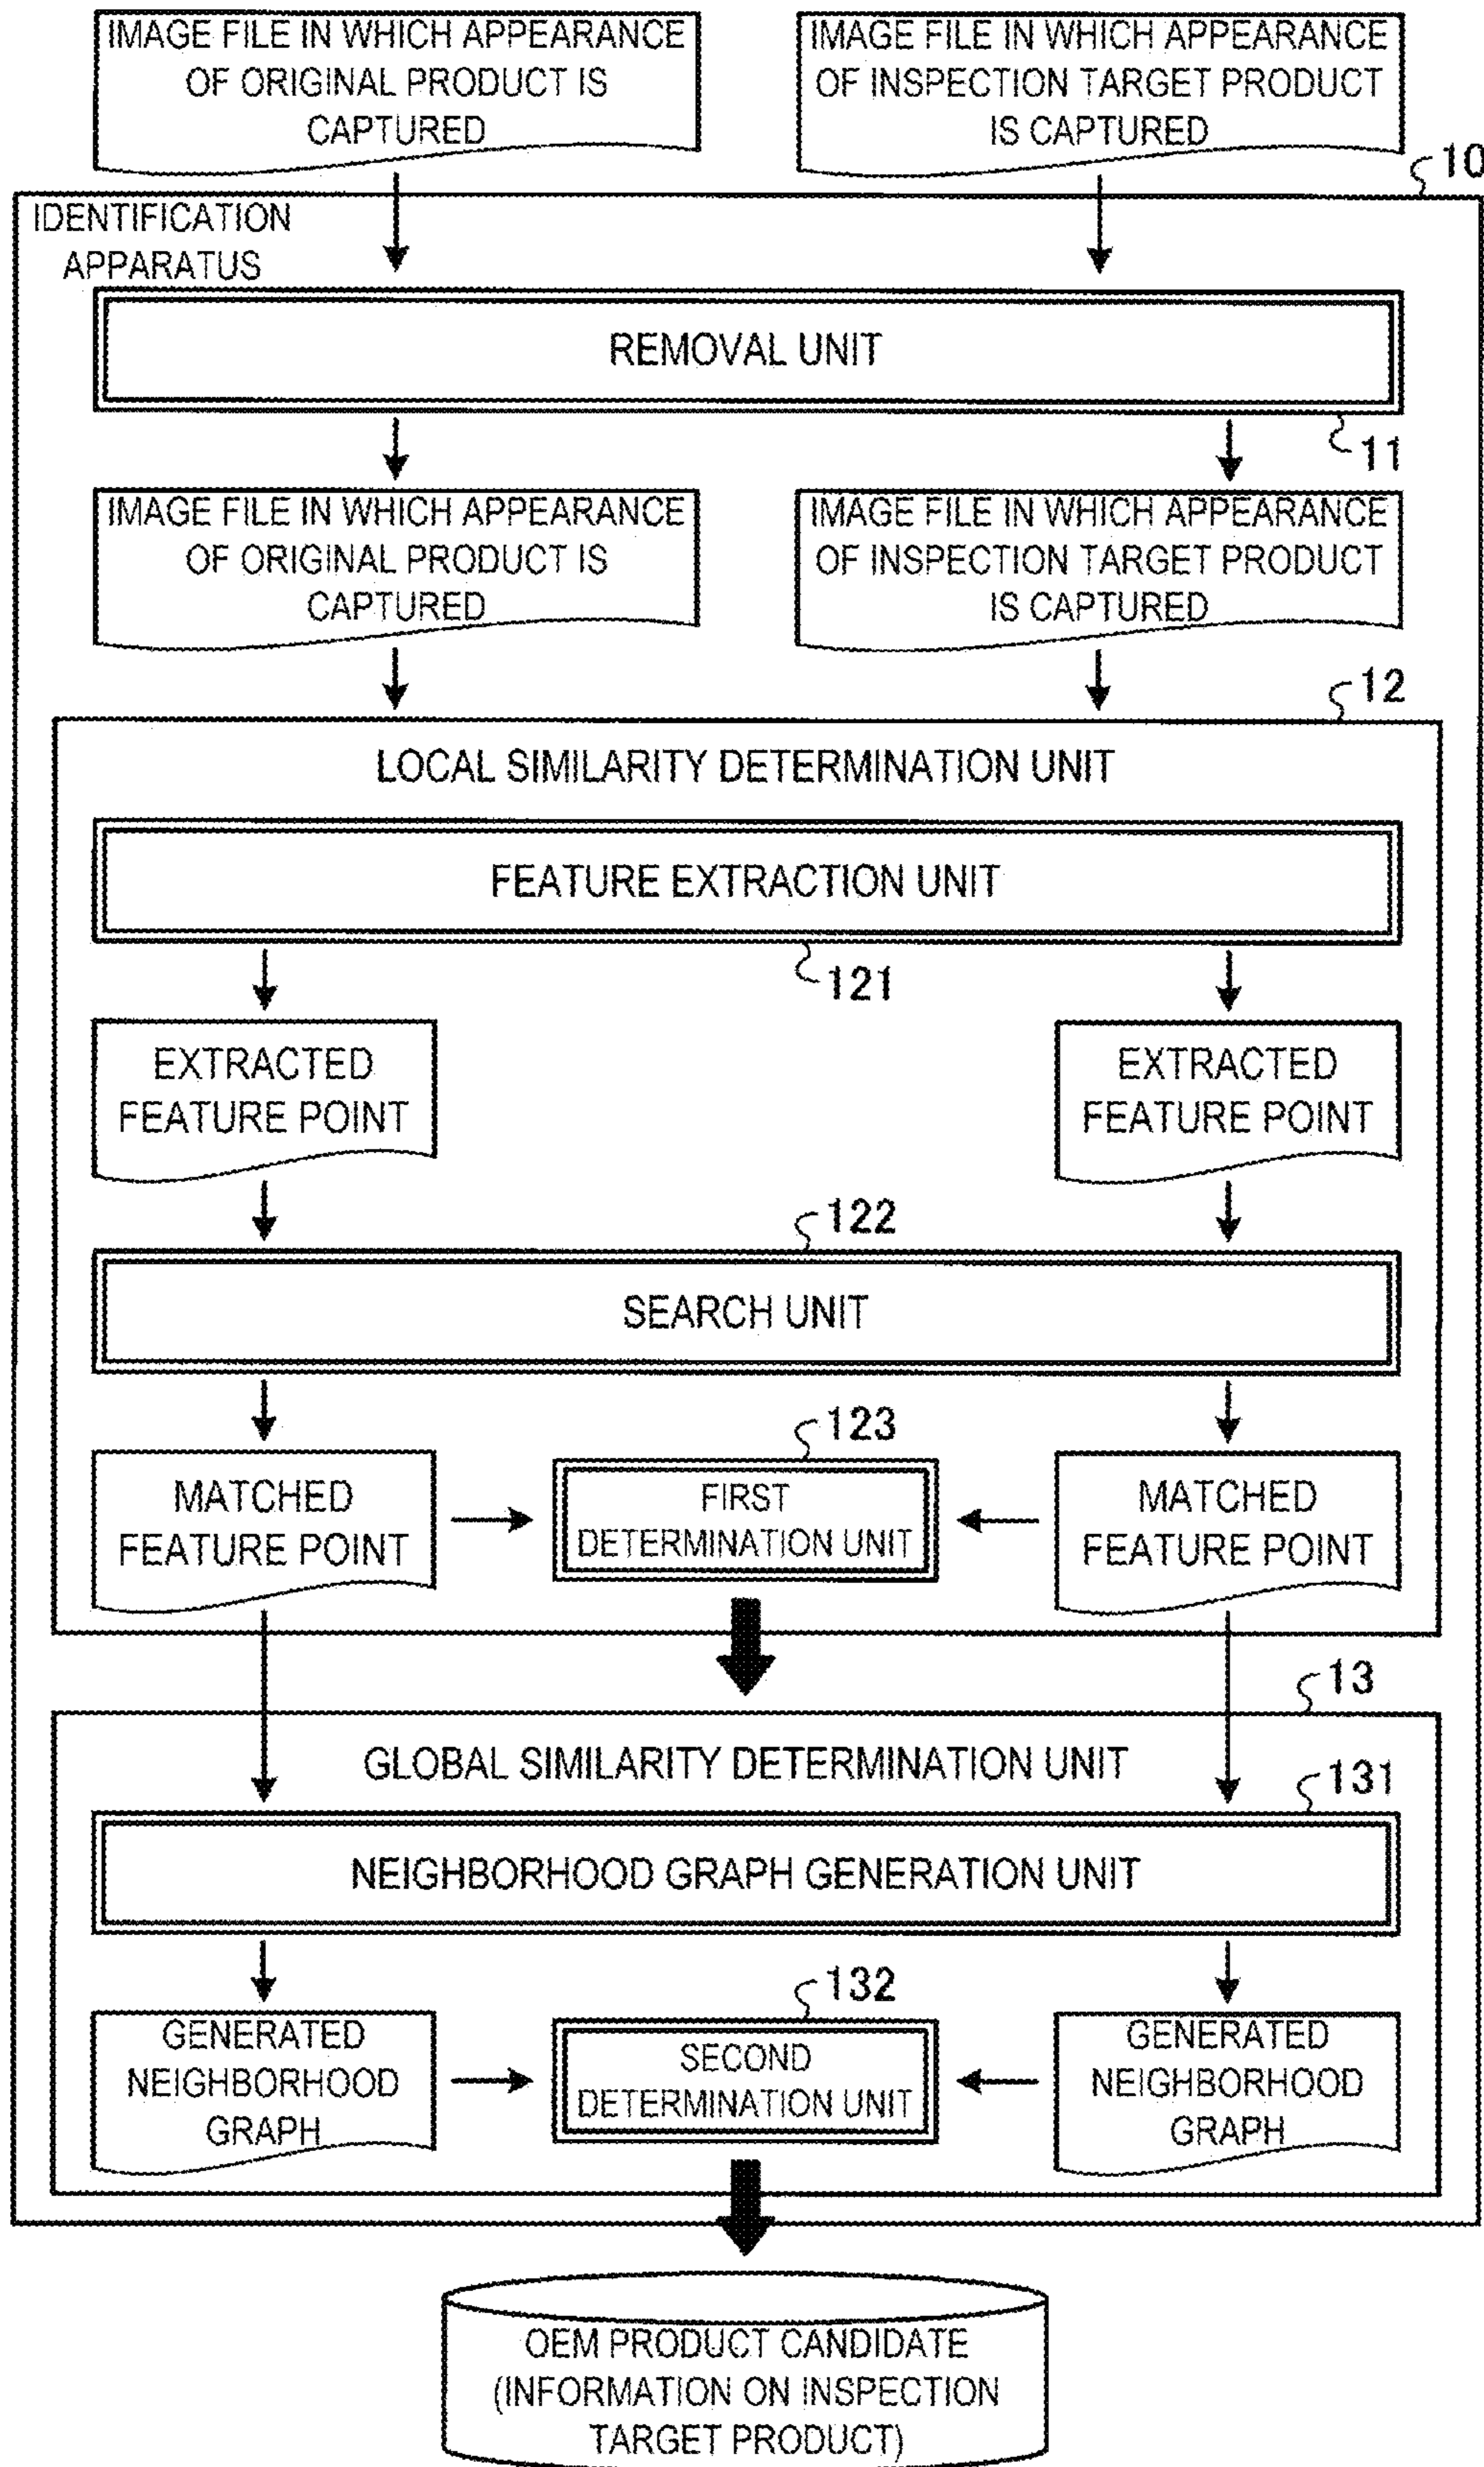 IMAGE FILE IN WHICH APPEARANCE
OF ORIGINAL PRODUCT IS
CAPTURED
IMAGE FILE IN WHICH APPEARANCE
OF INSPECTION TARGET PRODUCT
IS CAPTURED
10
IDENTIFICATION
APPARATUS
REMOVAL UNIT
11
IMAGE FILE IN WHICH APPEARANCE
OF ORIGINAL PRODUCT IS
CAPTURED
IMAGE FILE IN WHICH APPEARANCE
OF INSPECTION TARGET PRODUCT
IS CAPTURED
12
LOCAL SIMILARITY DETERMINATION UNIT
FEATURE EXTRACTION UNIT
121
EXTRACTED
FEATURE POINT
EXTRACTED
FEATURE POINT
122
SEARCH UNIT
123
MATCHED
FEATURE POINT
FIRST
DETERMINATION UNIT
MATCHED
FEATURE POINT
13
GLOBAL SIMILARITY DETERMINATION UNIT
131
NEIGHBORHOOD GRAPH GENERATION UNIT
132
GENERATED
NEIGHBORHOOD
GRAPH
SECOND
DETERMINATION UNIT
GENERATED
NEIGHBORHOOD
GRAPH
OEM PRODUCT CANDIDATE
(INFORMATION ON INSPECTION
TARGET PRODUCT)